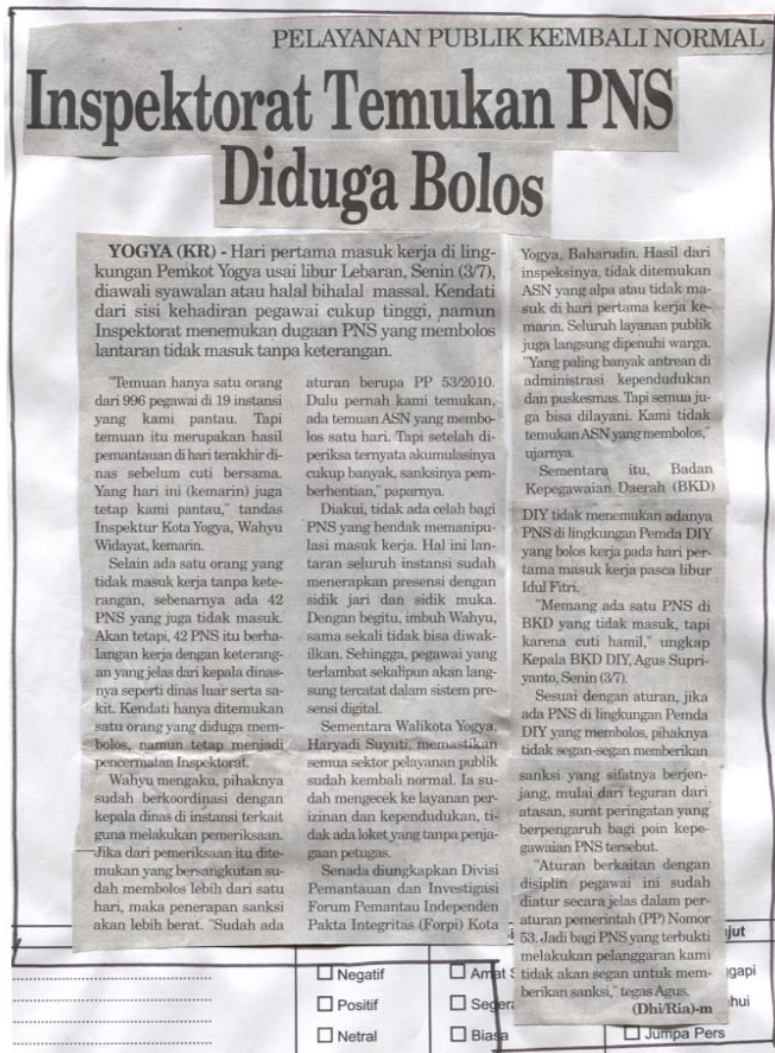 PELAYANAN PUBLIK KEMBALI NORMAL
Inspektorat Temukan PNS
Diduga Bolos
YOGYA (KR) - Hari pertama masuk kerja di ling-
kungan Pemkot Yogya usai libur Lebaran, Senin (3/7),
diawali syawalan atau halal bihalal massal. Kendati
dari sisi kehadiran pegawai cukup tinggi, namun
Inspektorat menemukan dugaan PNS yang membolos
lantaran tidak masuk tanpa keterangan.
"Temuan hanya satu orang
dari 996 pegawai di 19 instansi
yang kami pantau. Tapi
temuan itu merupakan hasil
pemantauan di hari terakhir di-
nas sebelum cuti bersama.
Yang hari ini (kemarin) juga
tetap kami pantau," tandas
Inspektur Kota Yogya, Wahyu
Widayat, kemarin.
Selain ada satu orang yang
tidak masuk kerja tanpa kete-
rangan, sebenarnya ada 42
PNS yang juga tidak masuk.
Akan tetapi, 42 PNS itu berha-
langan kerja dengan keterang-
an yang jelas dari kepala dinas-
nya seperti dinas luar serta sa-
kit. Kendati hanya ditemukan
satu orang yang diduga mem-
bolos, namun tetap menjadi
pencermatan Inspektorat.
Wahyu mengaku, pihaknya
sudah berkoordinasi dengan
kepala dinas di instansi terkait
guna melakukan pemeriksaan.
Jika dari pemeriksaan itu dite-
mukan yang bersangkutan su-
dah membolos lebih dari satu
hari, maka penerapan sanksi
akan lebih berat. "Sudah ada
aturan berupa PP 53/2010.
Dulu pernah kami temukan,
ada temuan ASN yang membo-
los satu hari. Tapi setelah di-
periksa ternyata akumulasinya
cukup banyak, sanksinya pem-
berhentian," paparnya.
Diakui, tidak ada celah bagi
PNS yang hendak memanipu-
lasi masuk kerja. Hal ini lan-
taran seluruh instansi sudah
menerapkan presensi dengan
sidik jari dan sidik muka.
Dengan begitu, imbuh Wahyu,
sama sekali tidak bisa diwak-
ilkan. Sehingga, pegawai yang
terlambat sekalipun akan lang-
sung tercatat dalam sistem pre-
sensi digital.
Sementara Walikota Yogya,
Haryadi Suyuti, memastikan
semua sektor pelayanan publik
sudah kembali normal. Ia su-
dah mengecek ke layanan per-
izinan dan kependudukan, ti-
dak ada loket yang tanpa penja-
gaan petugas.
Senada diungkapkan Divisi
Pemantauan dan Investigasi
Forum Pemantau Independen
Pakta Integritas (Forpi) Kota
Yogya, Baharudin. Hasil dari
inspeksinya, tidak ditemukan
ASN yang alpa atau tidak ma-
suk di hari pertama kerja ke-
marin. Seluruh layanan publik
juga langsung dipenuhi warga.
"Yang paling banyak antrean di
administrasi kependudukan
dan puskesmas. Tapi semua ju-
ga bisa dilayani. Kami tidak
temukan ASN yang membolos,"
ujarnya.
Sementara itu, Badan
Kepegawaian Daerah (BKD)
DIY tidak menemukan adanya
PNS di lingkungan Pemda DIY
yang bolos kerja pada hari per-
tama masuk kerja pasca libur
Idul Fitri.
"Memang ada satu PNS di
BKD yang tidak masuk, tapi
karena cuti hamil," ungkap
Kepala BKD DIY, Agus Supri-
yanto, Senin (3/7).
Sesuai dengan aturan, jika
ada PNS di lingkungan Pemda
DIY yang membolos, pihaknya
tidak segan-segan memberikan
sanksi yang sifatnya berjen-
jang, mulai dari teguran dari
atasan, surat peringatan yang
berpengaruh bagi poin kepe-
gawaian PNS tersebut.
"Aturan berkaitan dengan
disiplin pegawai ini sudah
diatur secara jelas dalam per-
aturan pemerintah (PP) Nomor
53. Jadi bagi PNS yang terbukti
melakukan pelanggaran kami
tidak akan segan untuk mem-
berikan sanksi," tegas Agus.
(Dhi/Ria)-m
jut
Negatif
Amat S
gapi
Positif
Segera
hui
Netral
Biasa
Jumpa Pers